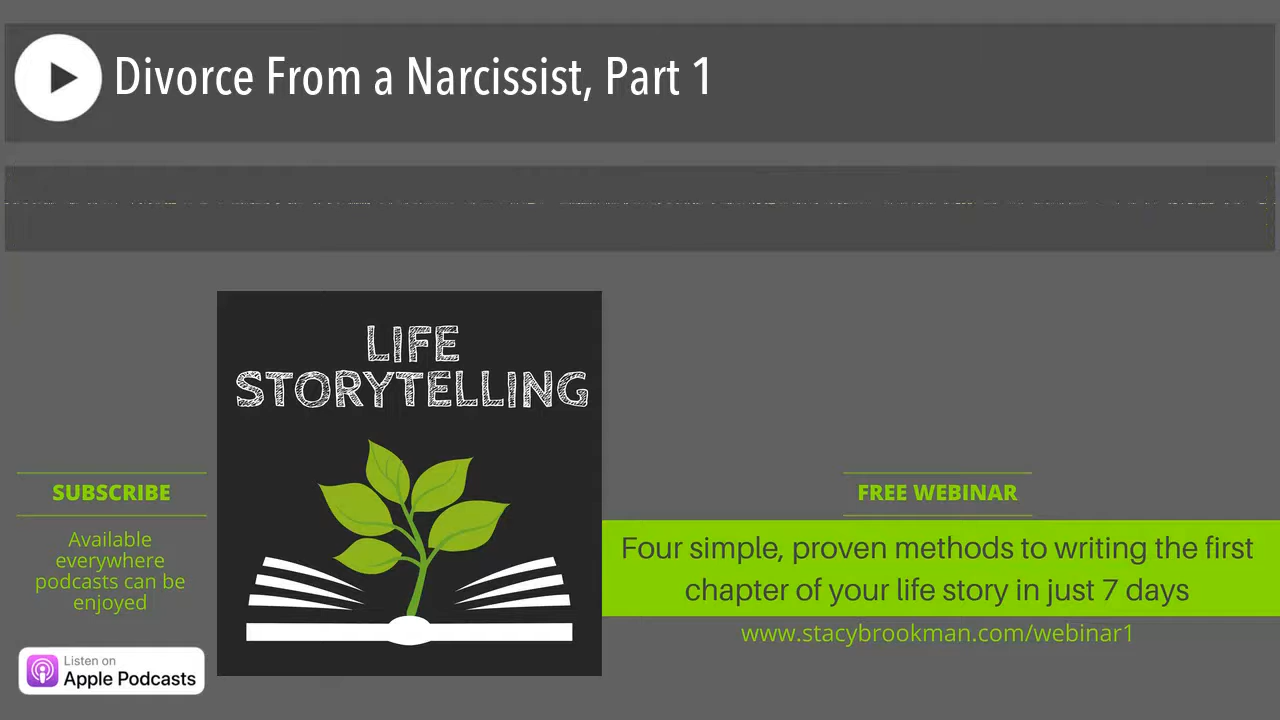 Divorce From a Narcissist, Part 1
LIFE
STORYTELLING
SUBSCRIBE
Available
everywhere
podcasts can be
enjoyed
Listen on
Apple Podcasts
FREE WEBINAR
Four simple, proven methods to writing the first
chapter of your life story in just 7 days
www.stacybrookman.com/webinar1